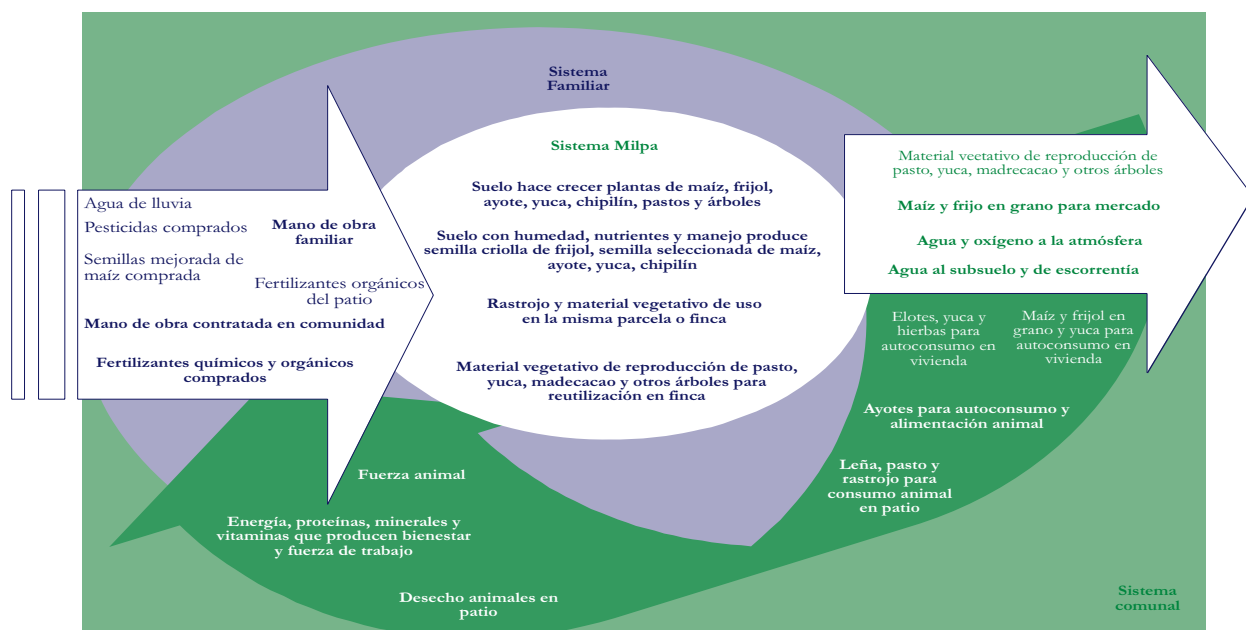 Sistema
Familiar
Sistema Milpa
Suelo hace crecer plantas de maíz, frijol,
ayote, yuca, chipilín, pastos y árboles
Suelo con humedad, nutrientes y manejo produce
semilla criolla de frijol, semilla seleccionada de maíz,
ayote, yuca, chipilín
Rastrojo y material vegetativo de uso
en la misma parcela o finca
Material vegetativo de reproducción de pasto,
yuca, madecacao y otros árboles para
reutilización en finca
Agua de lluvia
Pesticidas comprados
Mano de obra
familiar
Semillas mejorada de
maíz comprada
Fertilizantes orgánicos
del patio
Mano de obra contratada en comunidad
Fertilizantes químicos y orgánicos
comprados
Material veetativo de reproducción de
pasto, yuca, madrecacao y otros árboles
Maíz y frijo en grano para mercado
Agua y oxígeno a la atmósfera
Agua al subsuelo y de escorrentía
Elotes, yuca y
hierbas para
autoconsumo en
vivienda
Maíz y frijol en
grano y yuca para
autoconsumo en
vivienda
Ayotes para autoconsumo y
alimentación animal
Leña, pasto y
rastrojo para
consumo animal
en patio
Fuerza animal
Energía, proteínas, minerales y
vitaminas que producen bienestar
y fuerza de trabajo
Desecho animales en
patio
Sistema
comunal